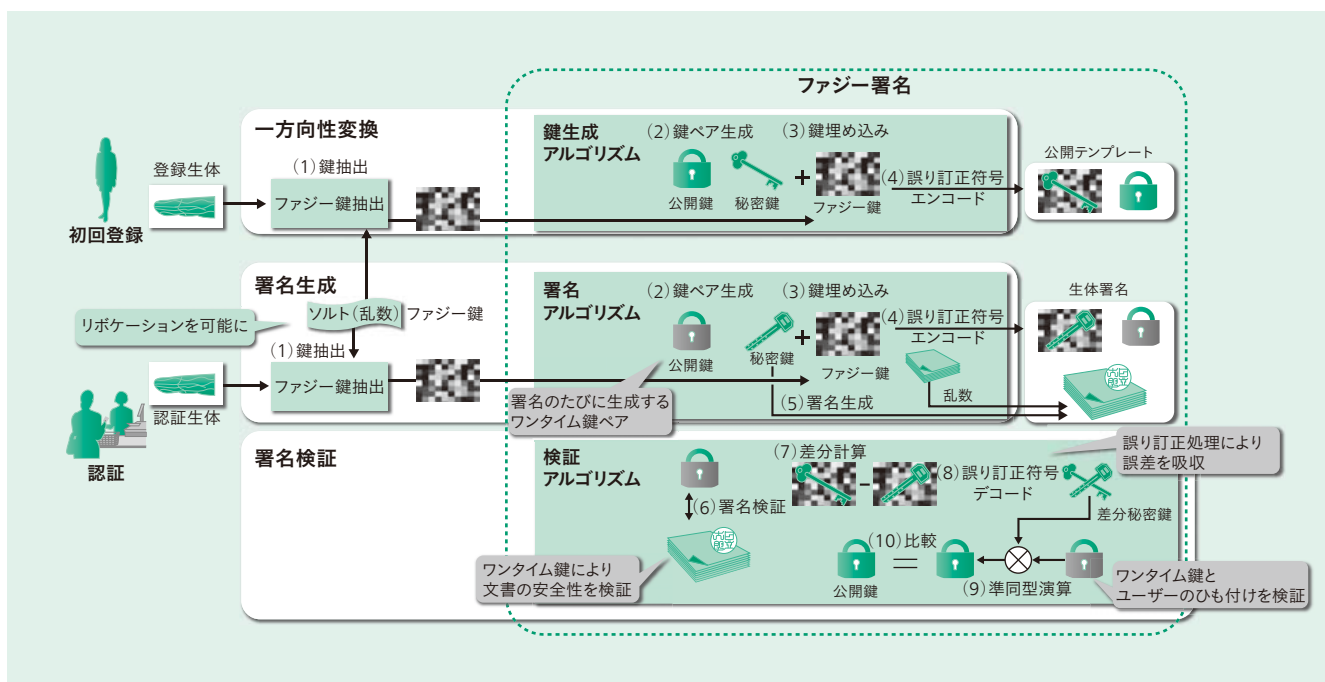 ファジー署名
一方向性変換
(1)鍵抽出
登録生体
ファジー鍵抽出
初回登録
鍵生成
アルゴリズム
(2)鍵ペア生成
(3)鍵埋め込み
公開鍵
秘密鍵
ファジー鍵
(4)誤り訂正符号
エンコード
公開テンプレート
署名生成
リボケーションを可能に
ソルト(乱数)
ファジー鍵
(1)鍵抽出
ファジー鍵抽出
認証生体
認証
署名
アルゴリズム
(2)鍵ペア生成
(3)鍵埋め込み
公開鍵
秘密鍵
ファジー鍵
(4)誤り訂正符号
エンコード
乱数
(5)署名生成
署名のたびに生成する
ワンタイム鍵ペア
生体署名
署名検証
検証
アルゴリズム
(6)署名検証
(7)差分計算
(8)誤り訂正符号
デコード
誤り訂正処理により
誤差を吸収
差分秘密鍵
(10)比較
公開鍵
(9)準同型演算
ワンタイム鍵により
文書の安全性を検証
ワンタイム鍵と
ユーザーのひも付けを検証